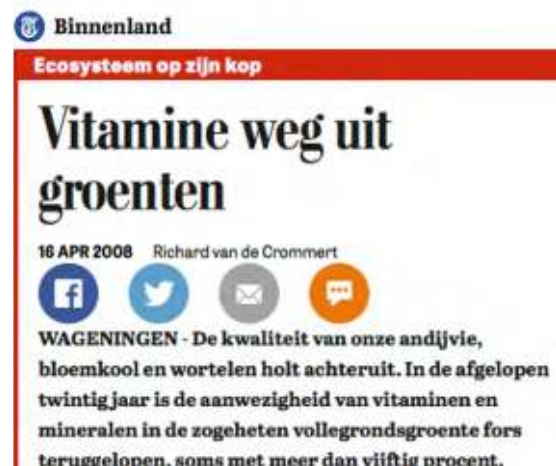 Binnenland
Ecosysteem op zijn kop
Vitamine weg uit
groenten
16 APR 2008 Richard van de Crommert
WAGENINGEN - De kwaliteit van onze andijvie,
bloemkool en wortelen holt achteruit. In de afgelopen
twintig jaar is de aanwezigheid van vitaminen en
mineralen in de zogeheten vollegrondsgroente fors
teruggelopen, soms met meer dan vijftig procent.